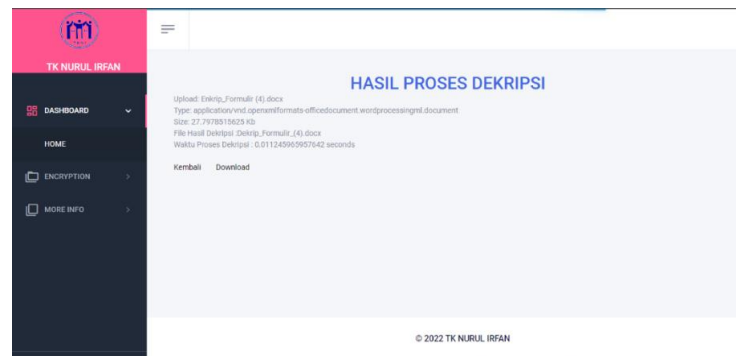 TK NURUL IRFAN
DASHBOARD
HOME
ENCRYPTION
MORE INFO
HASIL PROSES DEKRIPSI
Upload: Enkrip_Formulir (4).docx
Type: application/vnd.openxmlformats-officedocument.wordprocessingml.document
Size: 27.7978515625 Kb
File Hasil Dekripsi :Dekrip_Formulir_(4).docx
Waktu Proses Dekripsi : 0.011245965957642 seconds
Kembali Download
© 2022 TK NURUL IRFAN